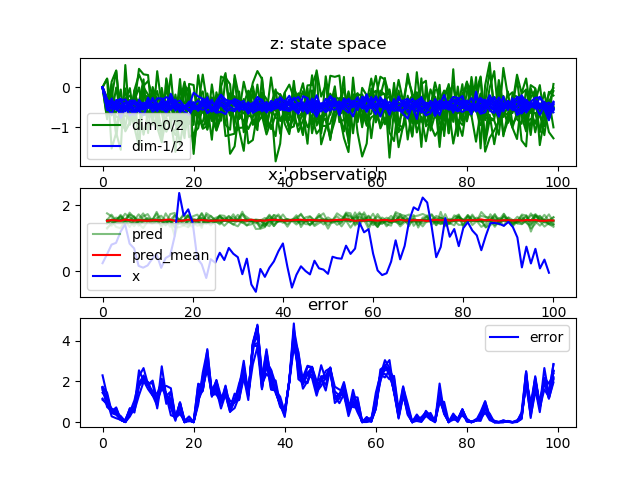 z: state space
0
−1
dim-0/2
dim-1/2
0 20 40 60 80 100
x: observation
2
0
pred
pred_mean
x
0 20 40 60 80 100
error
4
2
0
error
0 20 40 60 80 100